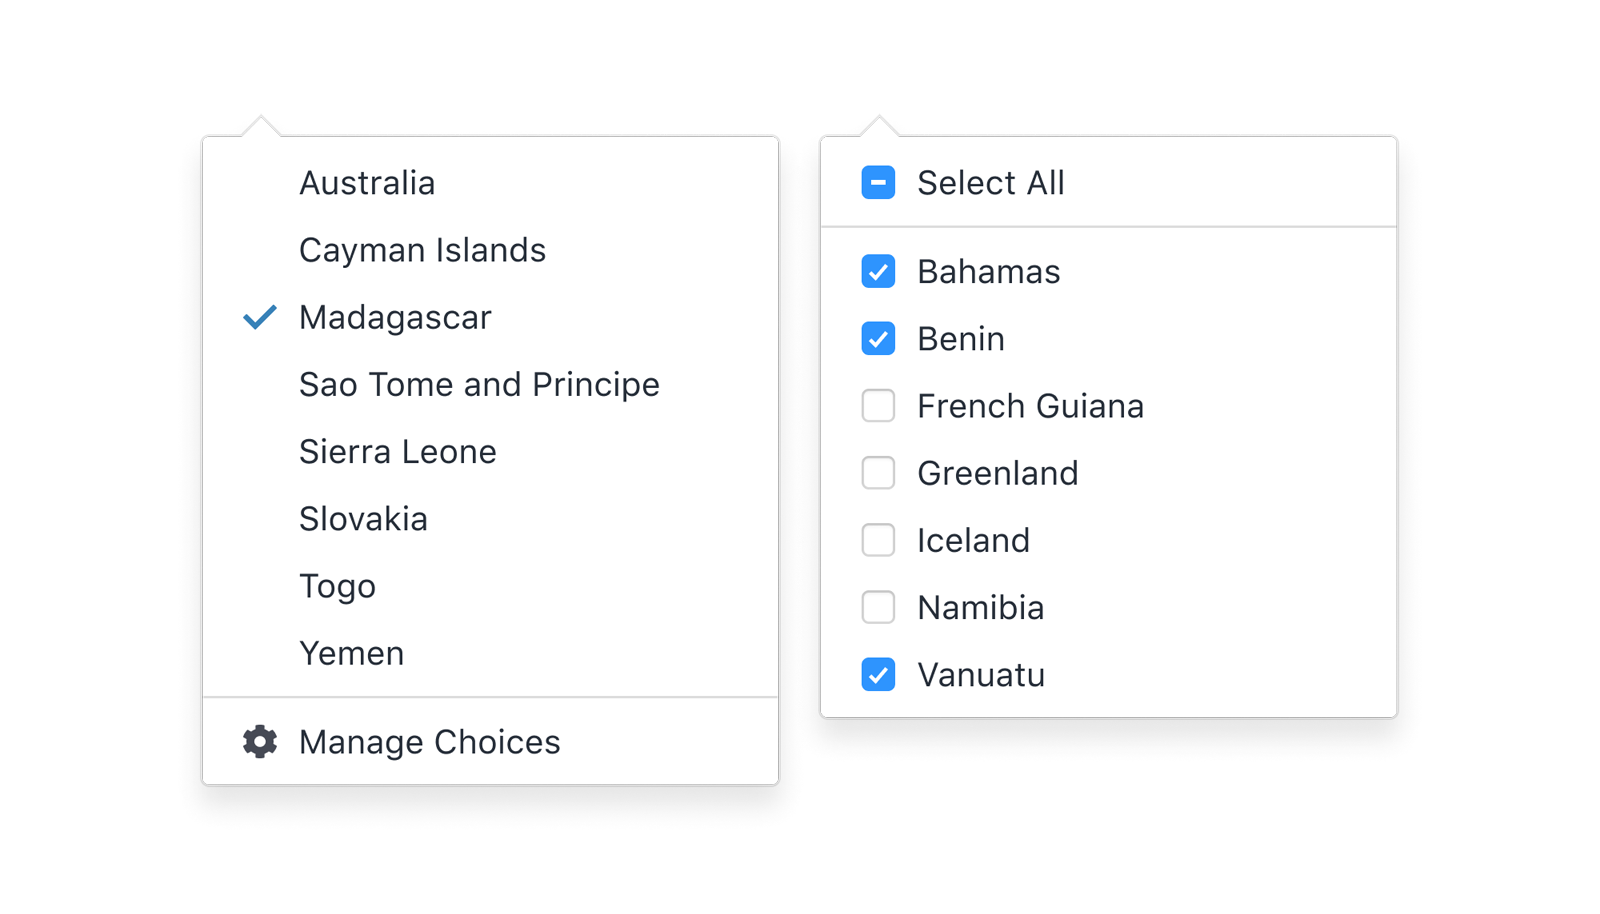 Australia
Cayman Islands
Madagascar
Sao Tome and Principe
Sierra Leone
Slovakia
Togo
Yemen
Manage Choices
Select All
Bahamas
Benin
French Guiana
Greenland
Iceland
Namibia
Vanuatu